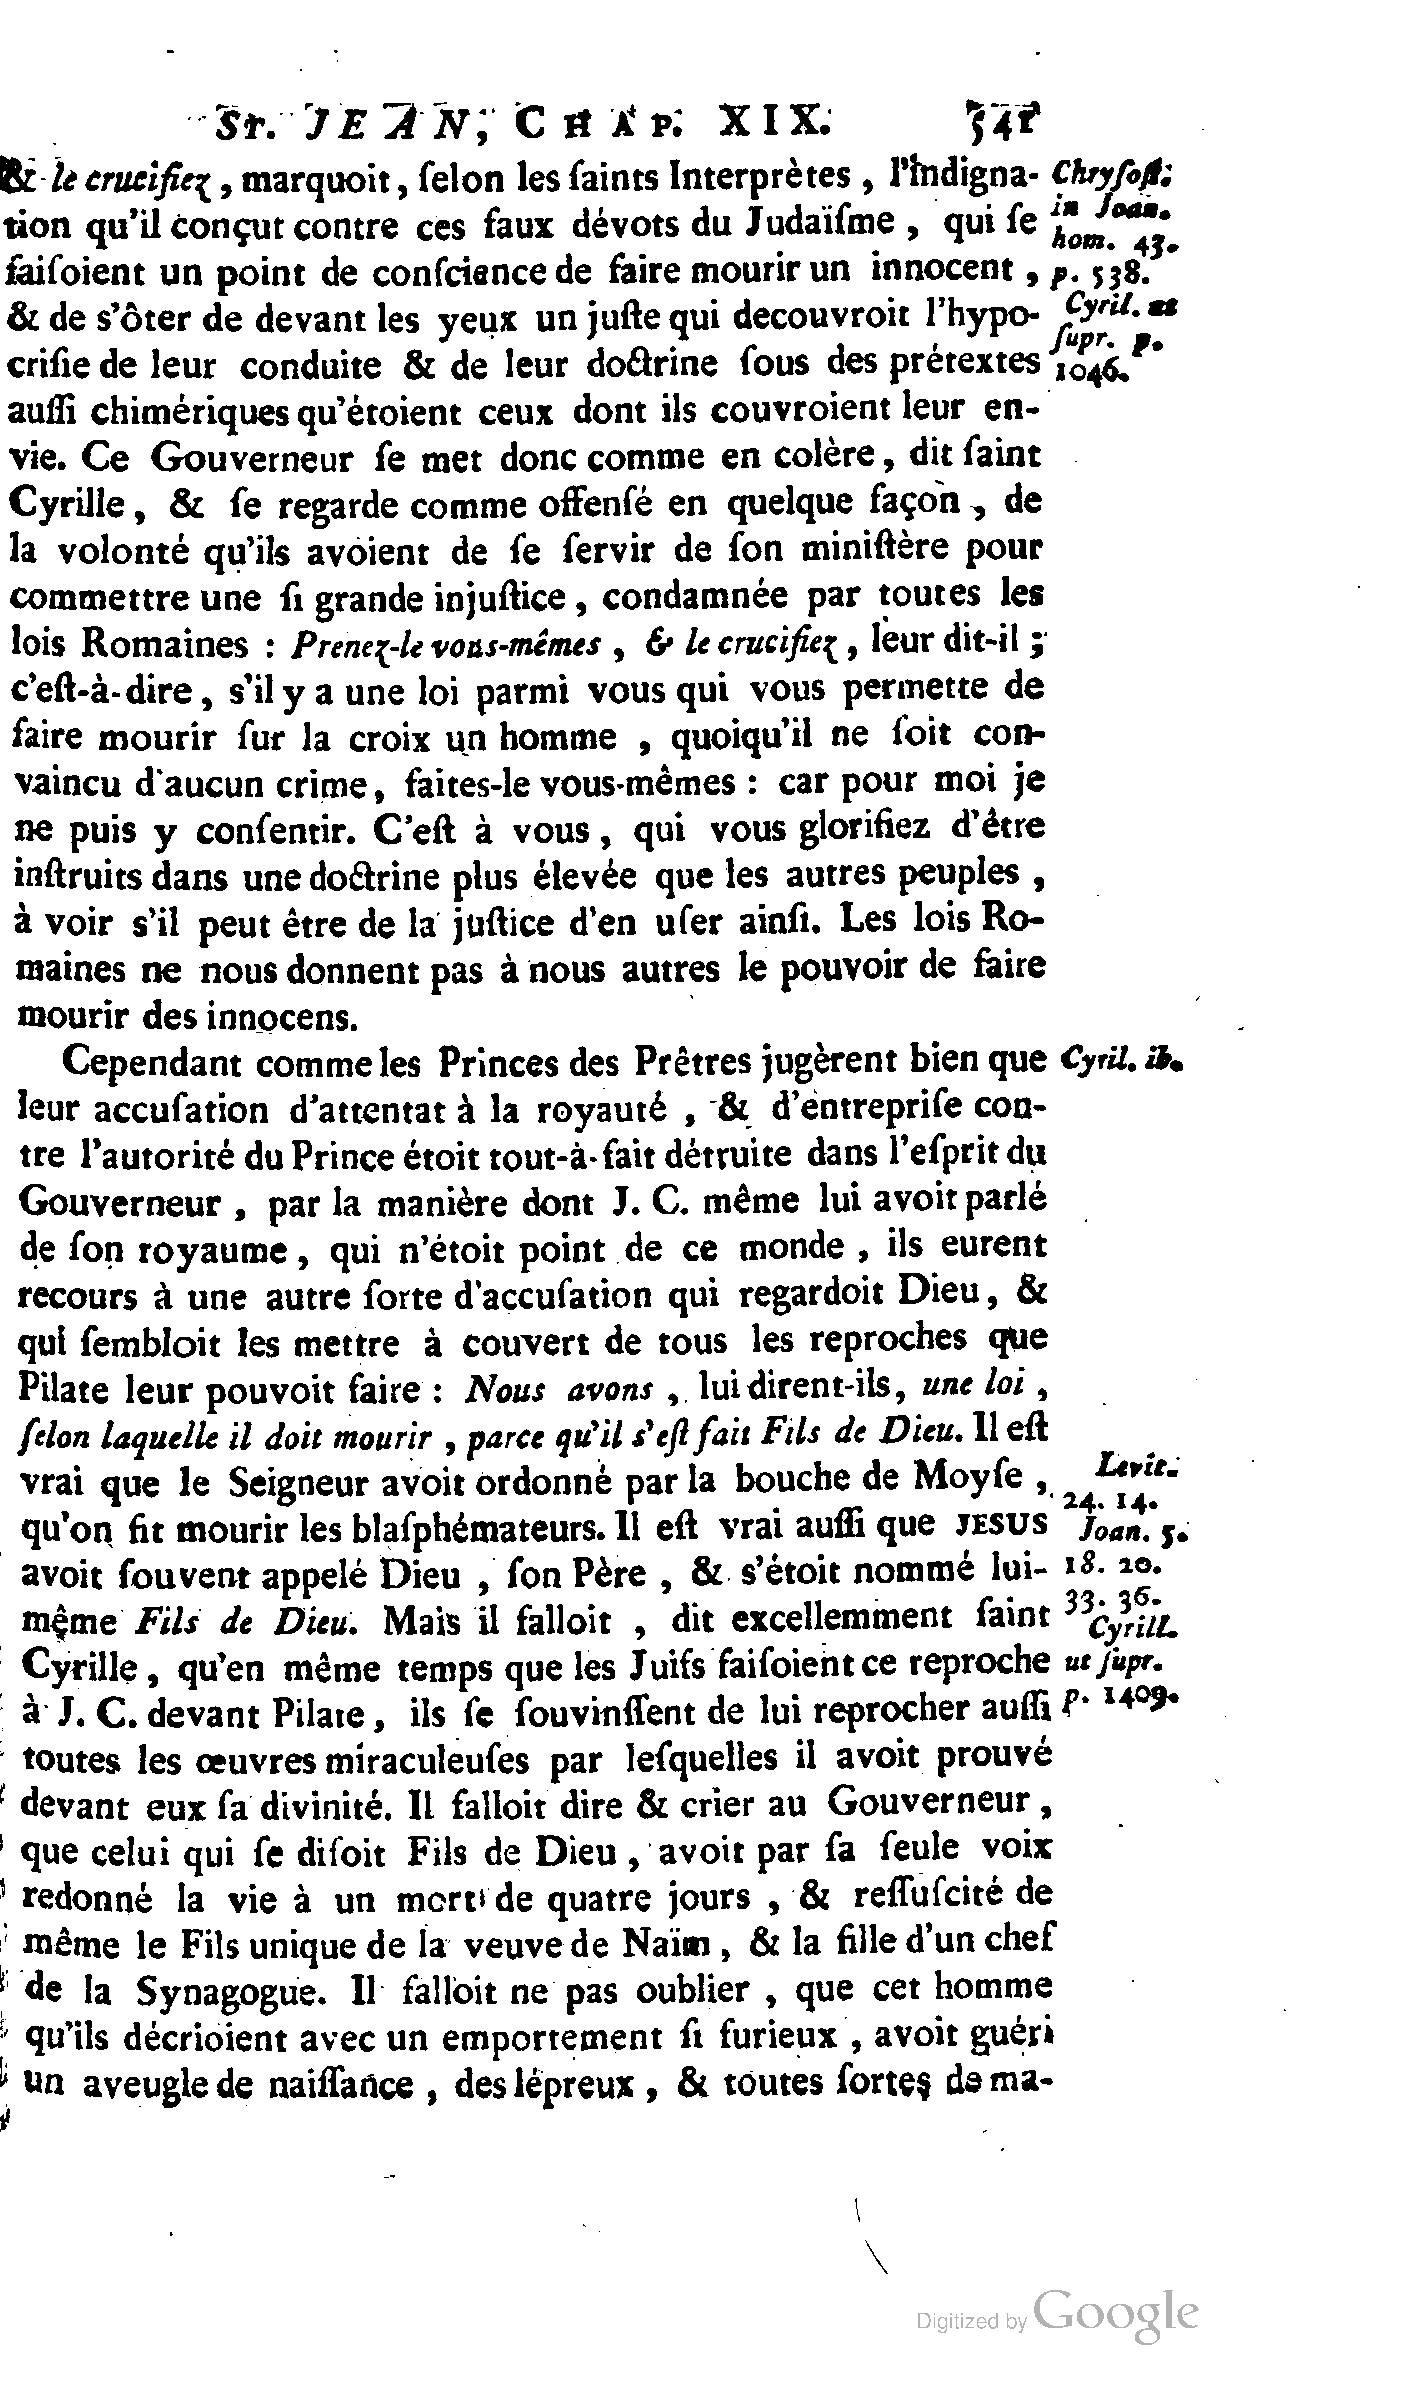 St. JEAN, CHAP. XIX. 541
& le crucifiez, marquoit, ſelon les ſaints Interprètes, l'indigna-
tion qu'il conçut contre ces faux dévots du Judaïſme, qui ſe
faiſoient un point de conſcience de faire mourir un innocent,
& de s'ôter de devant les yeux un juſte qui decouvroit l'hypo-
criſie de leur conduite & de leur doctrine ſous des prétextes
auſſi chimériques qu'étoient ceux dont ils couvroient leur en-
vie. Ce Gouverneur ſe met donc comme en colère, dit ſaint
Cyrille, & ſe regarde comme offenſé en quelque façon, de
la volonté qu'ils avoient de ſe ſervir de ſon miniſtère pour
commettre une ſi grande injuſtice, condamnée par toutes les
lois Romaines : Prenez-le vous-mêmes, & le crucifiez, leur dit-il ;
c'eſt-à-dire, s'il y a une loi parmi vous qui vous permette de
faire mourir ſur la croix un homme, quoiqu'il ne ſoit con-
vaincu d'aucun crime, faites-le vous-mêmes : car pour moi je
ne puis y conſentir. C'eſt à vous, qui vous glorifiez d'être
inſtruits dans une doctrine plus élevée que les autres peuples,
à voir s'il peut être de la juſtice d'en uſer ainſi. Les lois Ro-
maines ne nous donnent pas à nous autres le pouvoir de faire
mourir des innocens.
Cependant comme les Princes des Prêtres jugèrent bien que
leur accuſation d'attentat à la royauté, & d'entrepriſe con-
tre l'autorité du Prince étoit tout-à-fait détruite dans l'eſprit du
Gouverneur, par la manière dont J. C. même lui avoit parlé
de ſon royaume, qui n'étoit point de ce monde, ils eurent
recours à une autre ſorte d'accuſation qui regardoit Dieu, &
qui ſembloit les mettre à couvert de tous les reproches que
Pilate leur pouvoit faire : Nous avons, lui dirent-ils, une loi,
ſelon laquelle il doit mourir, parce qu'il s'eſt fait Fils de Dieu. Il eſt
vrai que le Seigneur avoit ordonné par la bouche de Moyſe,
qu'on fit mourir les blaſphémateurs. Il eſt vrai auſſi que JESUS
avoit ſouvent appelé Dieu, ſon Père, & s'étoit nommé lui-
même Fils de Dieu. Mais il falloit, dit excellemment ſaint
Cyrille, qu'en même temps que les Juifs faiſoient ce reproche
à J. C. devant Pilate, ils ſe ſouvinſſent de lui reprocher auſſi
toutes les œuvres miraculeuſes par leſquelles il avoit prouvé
devant eux ſa divinité. Il falloit dire & crier au Gouverneur,
que celui qui ſe diſoit Fils de Dieu, avoit par ſa ſeule voix
redonné la vie à un mort de quatre jours, & reſſuſcité de
même le Fils unique de la veuve de Naïm, & la fille d'un chef
de la Synagogue. Il falloit ne pas oublier, que cet homme
qu'ils décrioient avec un emportement ſi furieux, avoit guéri
un aveugle de naiſſance, des lépreux, & toutes ſortes de ma-
Chryſoſt.
in Joan.
hom. 43.
p. 538.
Cyril. ut
ſupr. p.
1046.
Cyril. ib.
Levit.
24. 14.
Joan. 5.
18. 20.
33. 36.
Cyrill.
ut ſupr.
p. 1409.
Digitized by Google